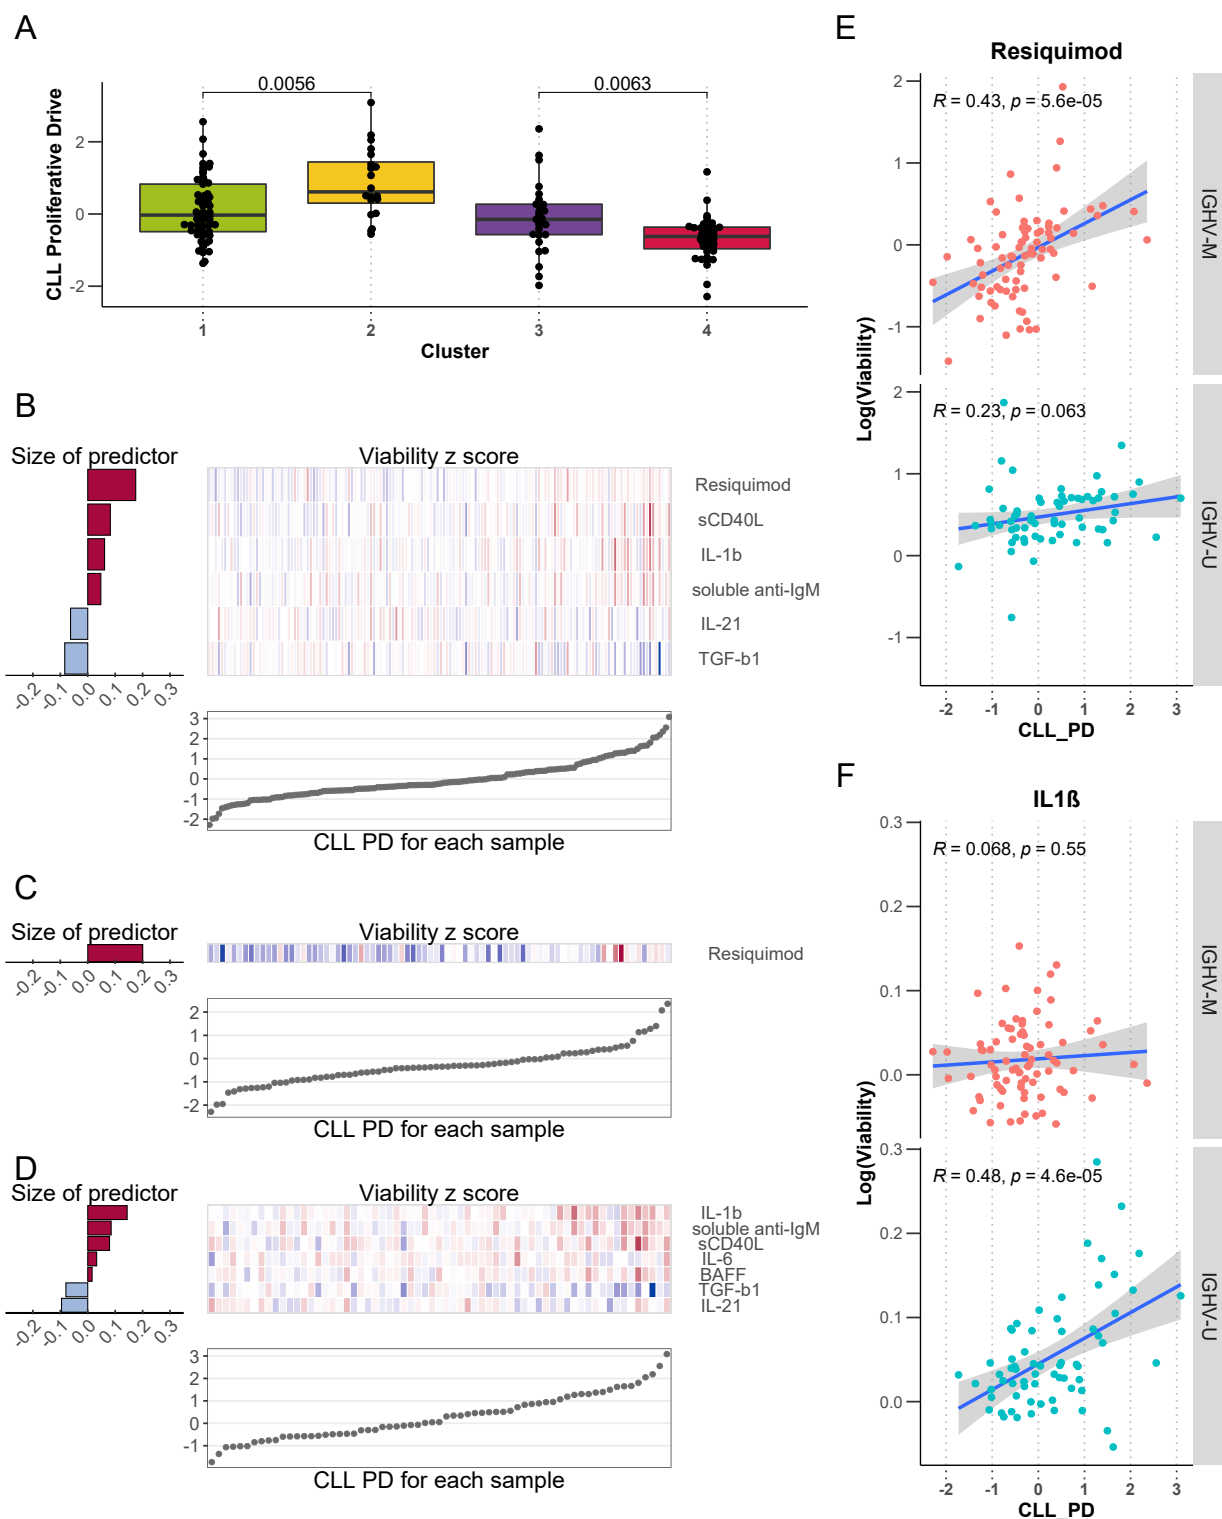 A
0.0056
0.0063
CLL Proliferative Drive
2
0
-2
1
2
3
4
Cluster
B
Size of predictor
Viability z score
Resiquimod
sCD40L
IL-1b
soluble anti-IgM
IL-21
TGF-b1
-0.2
-0.1
0.0
0.1
0.2
0.3
3
2
1
0
-1
-2
CLL PD for each sample
C
Size of predictor
Viability z score
Resiquimod
-0.2
-0.1
0.0
0.1
0.2
0.3
2
1
0
-1
-2
CLL PD for each sample
D
Size of predictor
Viability z score
IL-1b
soluble anti-IgM
sCD40L
IL-6
BAFF
TGF-b1
IL-21
-0.2
-0.1
0.0
0.1
0.2
0.3
3
2
1
0
-1
CLL PD for each sample
E
Resiquimod
R = 0.43, p = 5.6e-05
2
1
0
-1
IGHV-M
Log(Viability)
R = 0.23, p = 0.063
2
1
0
-1
IGHV-U
-2
-1
0
1
2
3
CLL_PD
F
IL1ß
R = 0.068, p = 0.55
0.3
0.2
0.1
0.0
IGHV-M
Log(Viability)
R = 0.48, p = 4.6e-05
0.3
0.2
0.1
0.0
IGHV-U
-2
-1
0
1
2
3
CLL_PD